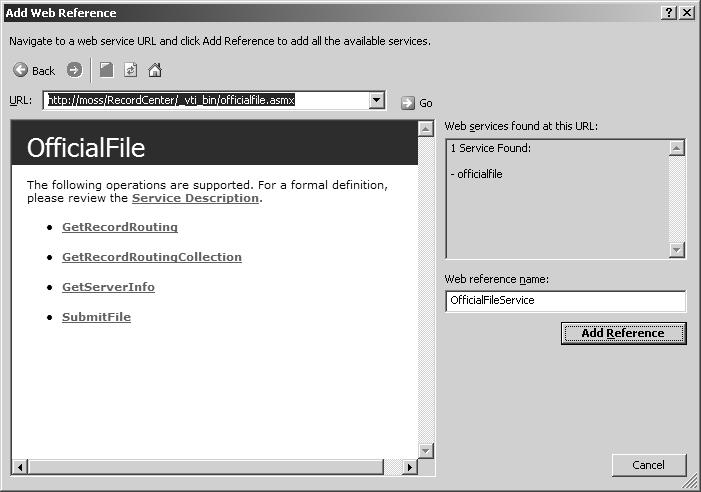 Add Web Reference
Navigate to a web service URL and click Add Reference to add all the available services.
Back
URL:
http://moss/RecordCenter/_vti_bin/officialfile.asmx
Go
OfficialFile
The following operations are supported. For a formal definition,
please review the Service Description.
• GetRecordRouting
• GetRecordRoutingCollection
• GetServerInfo
• SubmitFile
Web services found at this URL:
1 Service Found:
- officialfile
Web reference name:
OfficialFileService
Add Reference
Cancel